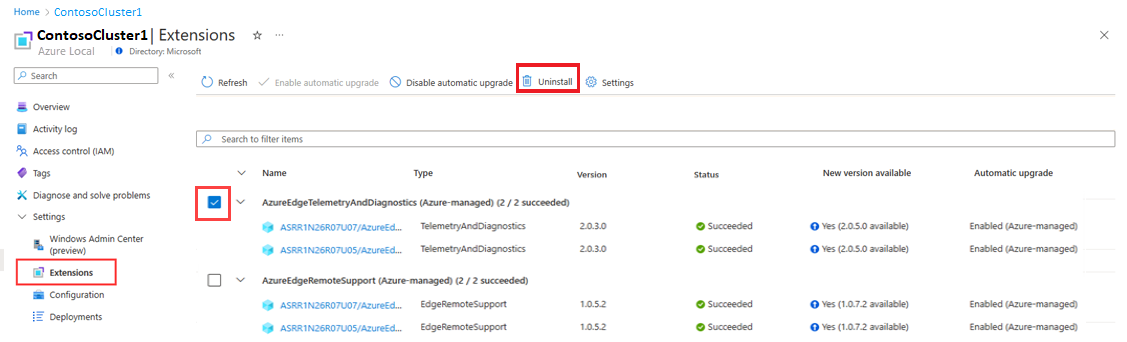 Home > ContosoCluster1
ContosoCluster1 | Extensions ☆ ...
Azure Local Directory: Microsoft
Search «
Refresh Enable automatic upgrade Disable automatic upgrade Uninstall Settings
Overview
Activity log
Access control (IAM)
Tags
Diagnose and solve problems
Settings
Windows Admin Center
(preview)
Extensions
Configuration
Deployments
Search to filter items
Name Type Version Status New version available Automatic upgrade
AzureEdgeTelemetryAndDiagnostics (Azure-managed) (2 / 2 succeeded)
ASRR1N26R07U07/AzureEd... TelemetryAndDiagnostics 2.0.3.0 Succeeded Yes (2.0.5.0 available) Enabled (Azure-managed)
ASRR1N26R07U05/AzureEd... TelemetryAndDiagnostics 2.0.3.0 Succeeded Yes (2.0.5.0 available) Enabled (Azure-managed)
AzureEdgeRemoteSupport (Azure-managed) (2 / 2 succeeded)
ASRR1N26R07U07/AzureEd... EdgeRemoteSupport 1.0.5.2 Succeeded Yes (1.0.7.2 available) Enabled (Azure-managed)
ASRR1N26R07U05/AzureEd... EdgeRemoteSupport 1.0.5.2 Succeeded Yes (1.0.7.2 available) Enabled (Azure-managed)